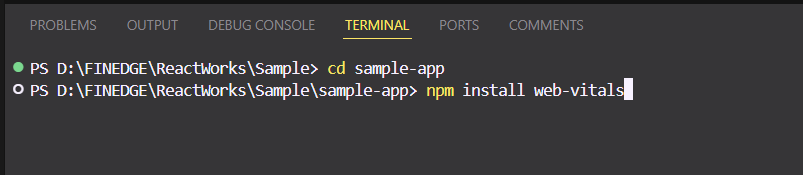 PROBLEMS OUTPUT DEBUG CONSOLE TERMINAL PORTS COMMENTS
PS D:\FINEDGE\ReactWorks\Sample> cd sample-app
PS D:\FINEDGE\ReactWorks\Sample\sample-app> npm install web-vitals